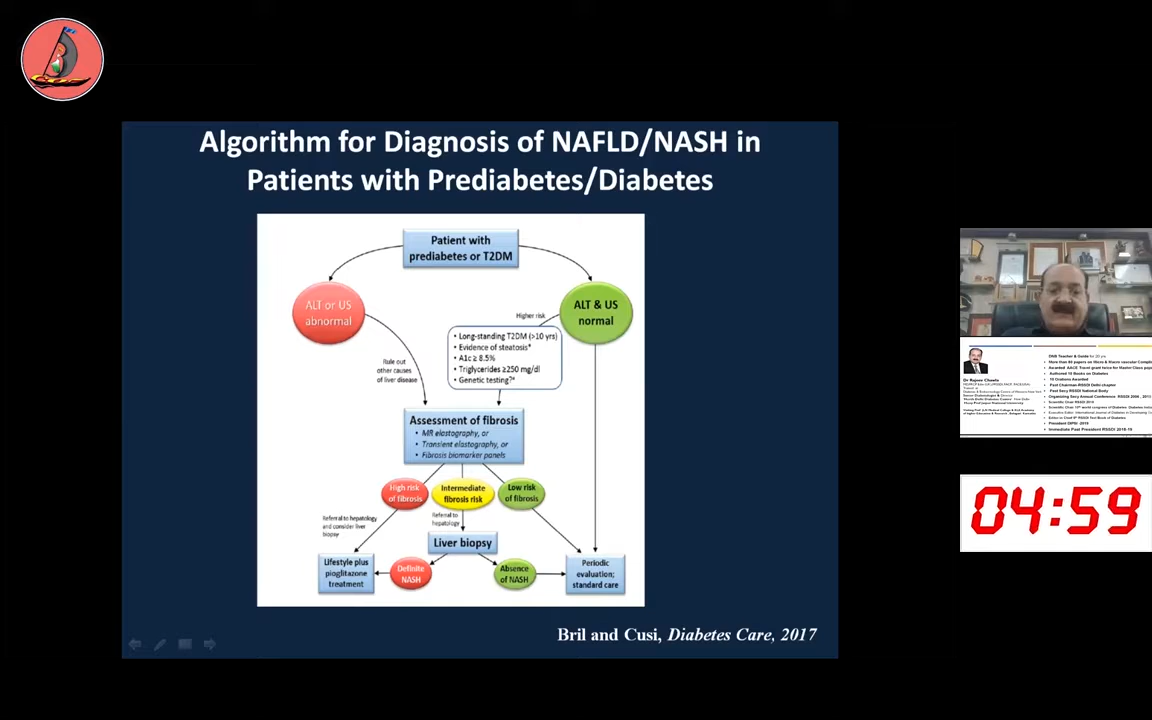 Algorithm for Diagnosis of NAFLD/NASH in
Patients with Prediabetes/Diabetes
Patient with
prediabetes or T2DM
ALT or US
abnormal
ALT & US
normal
Higher risk
• Long-standing T2DM (>10 yrs)
• Evidence of steatosis*
• A1c ≥ 8.5%
• Triglycerides ≥250 mg/dl
• Genetic testing?*
Rule out
other causes
of liver disease
Assessment of fibrosis
• MR elastography, or
• Transient elastography, or
• Fibrosis biomarker panels
High risk
of fibrosis
Intermediate
fibrosis risk
Low risk
of fibrosis
Referral to hepatology
and consider liver
biopsy
Referral to
hepatology
Liver biopsy
Lifestyle plus
pioglitazone
treatment
Definite
NASH
Absence
of NASH
Periodic
evaluation;
standard care
Bril and Cusi, Diabetes Care, 2017
Dr Rajeev Chawla
04:59